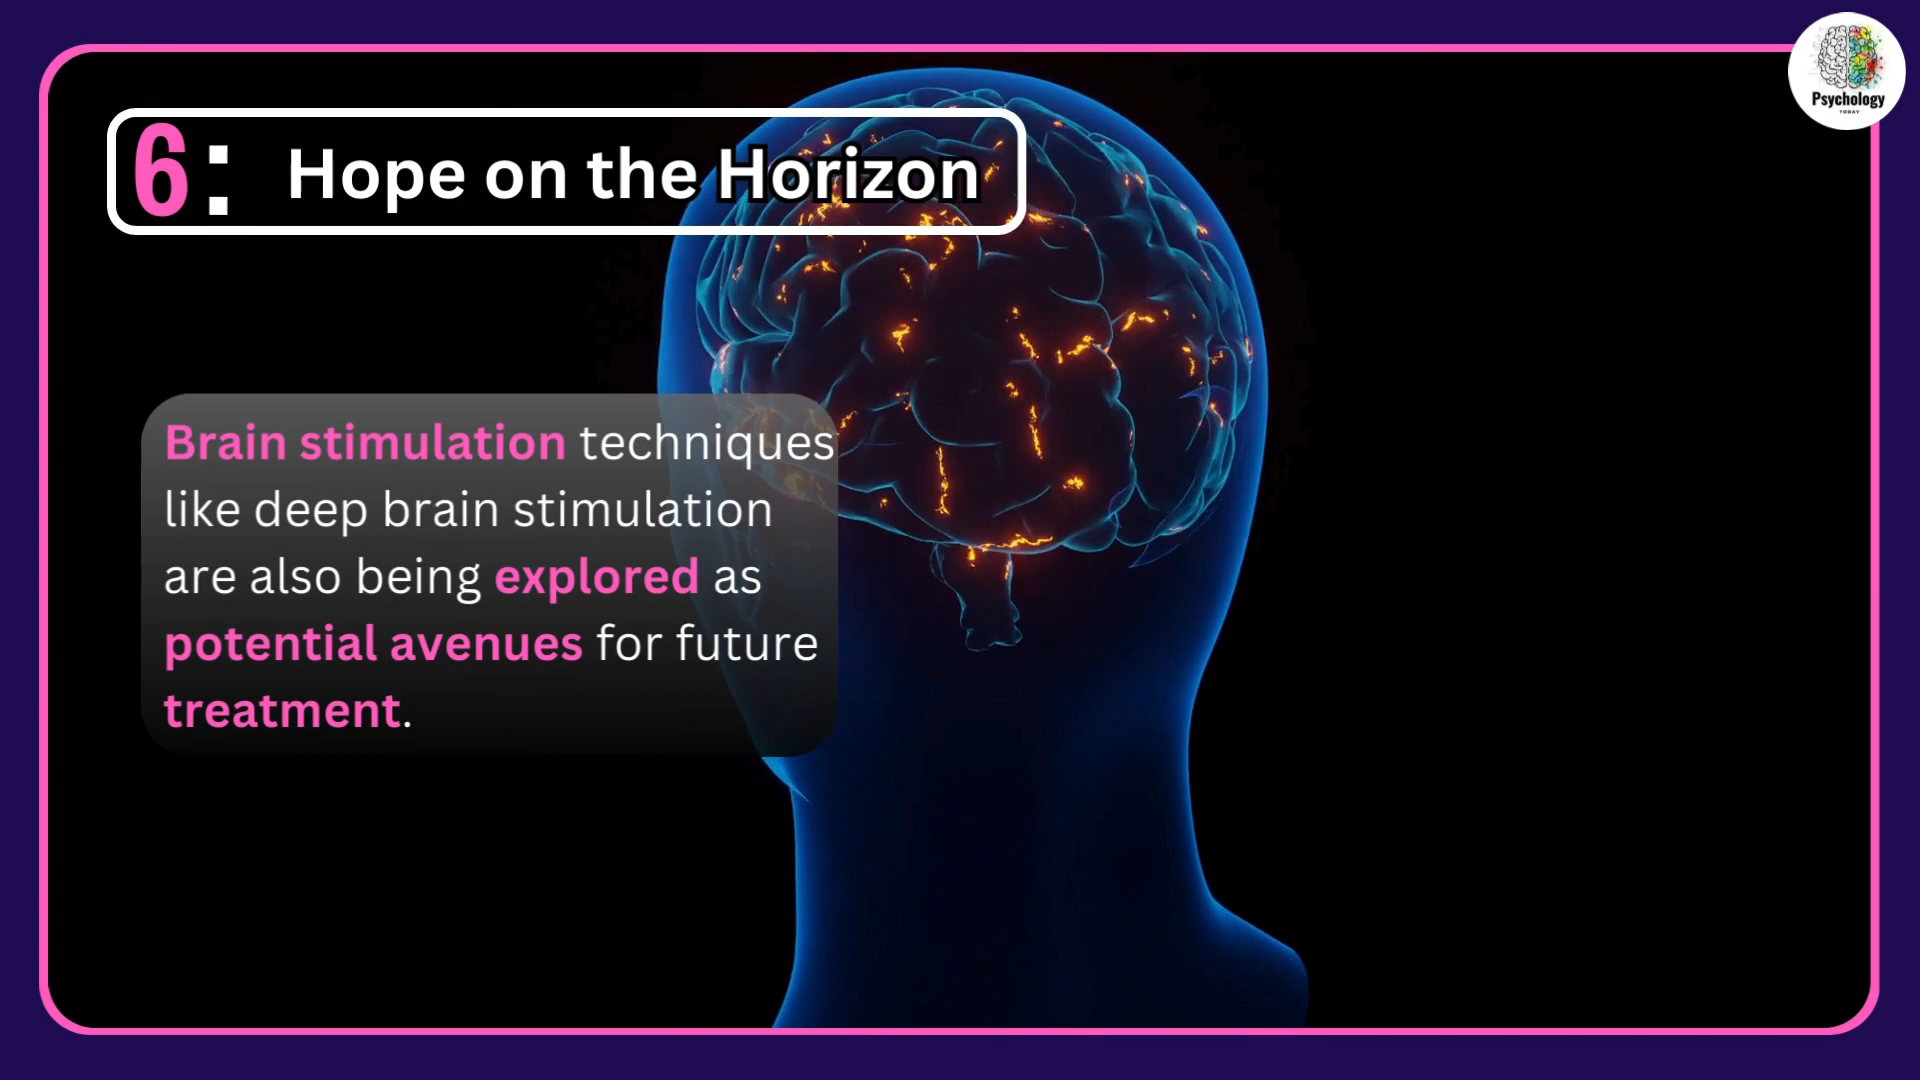 6: Hope on the Horizon
Brain stimulation techniques
like deep brain stimulation
are also being explored as
potential avenues for future
treatment.
Psychology
TODAY